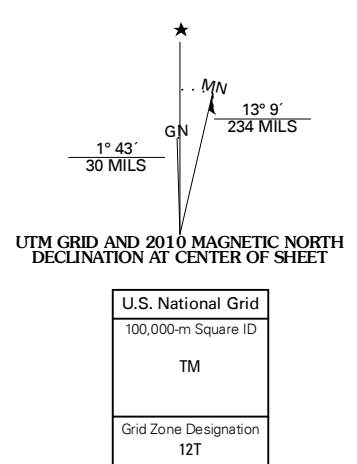 MN
GN
13° 9´
234 MILS
1° 43´
30 MILS
UTM GRID AND 2010 MAGNETIC NORTH
DECLINATION AT CENTER OF SHEET
U.S. National Grid
100,000-m Square ID
TM
Grid Zone Designation
12T